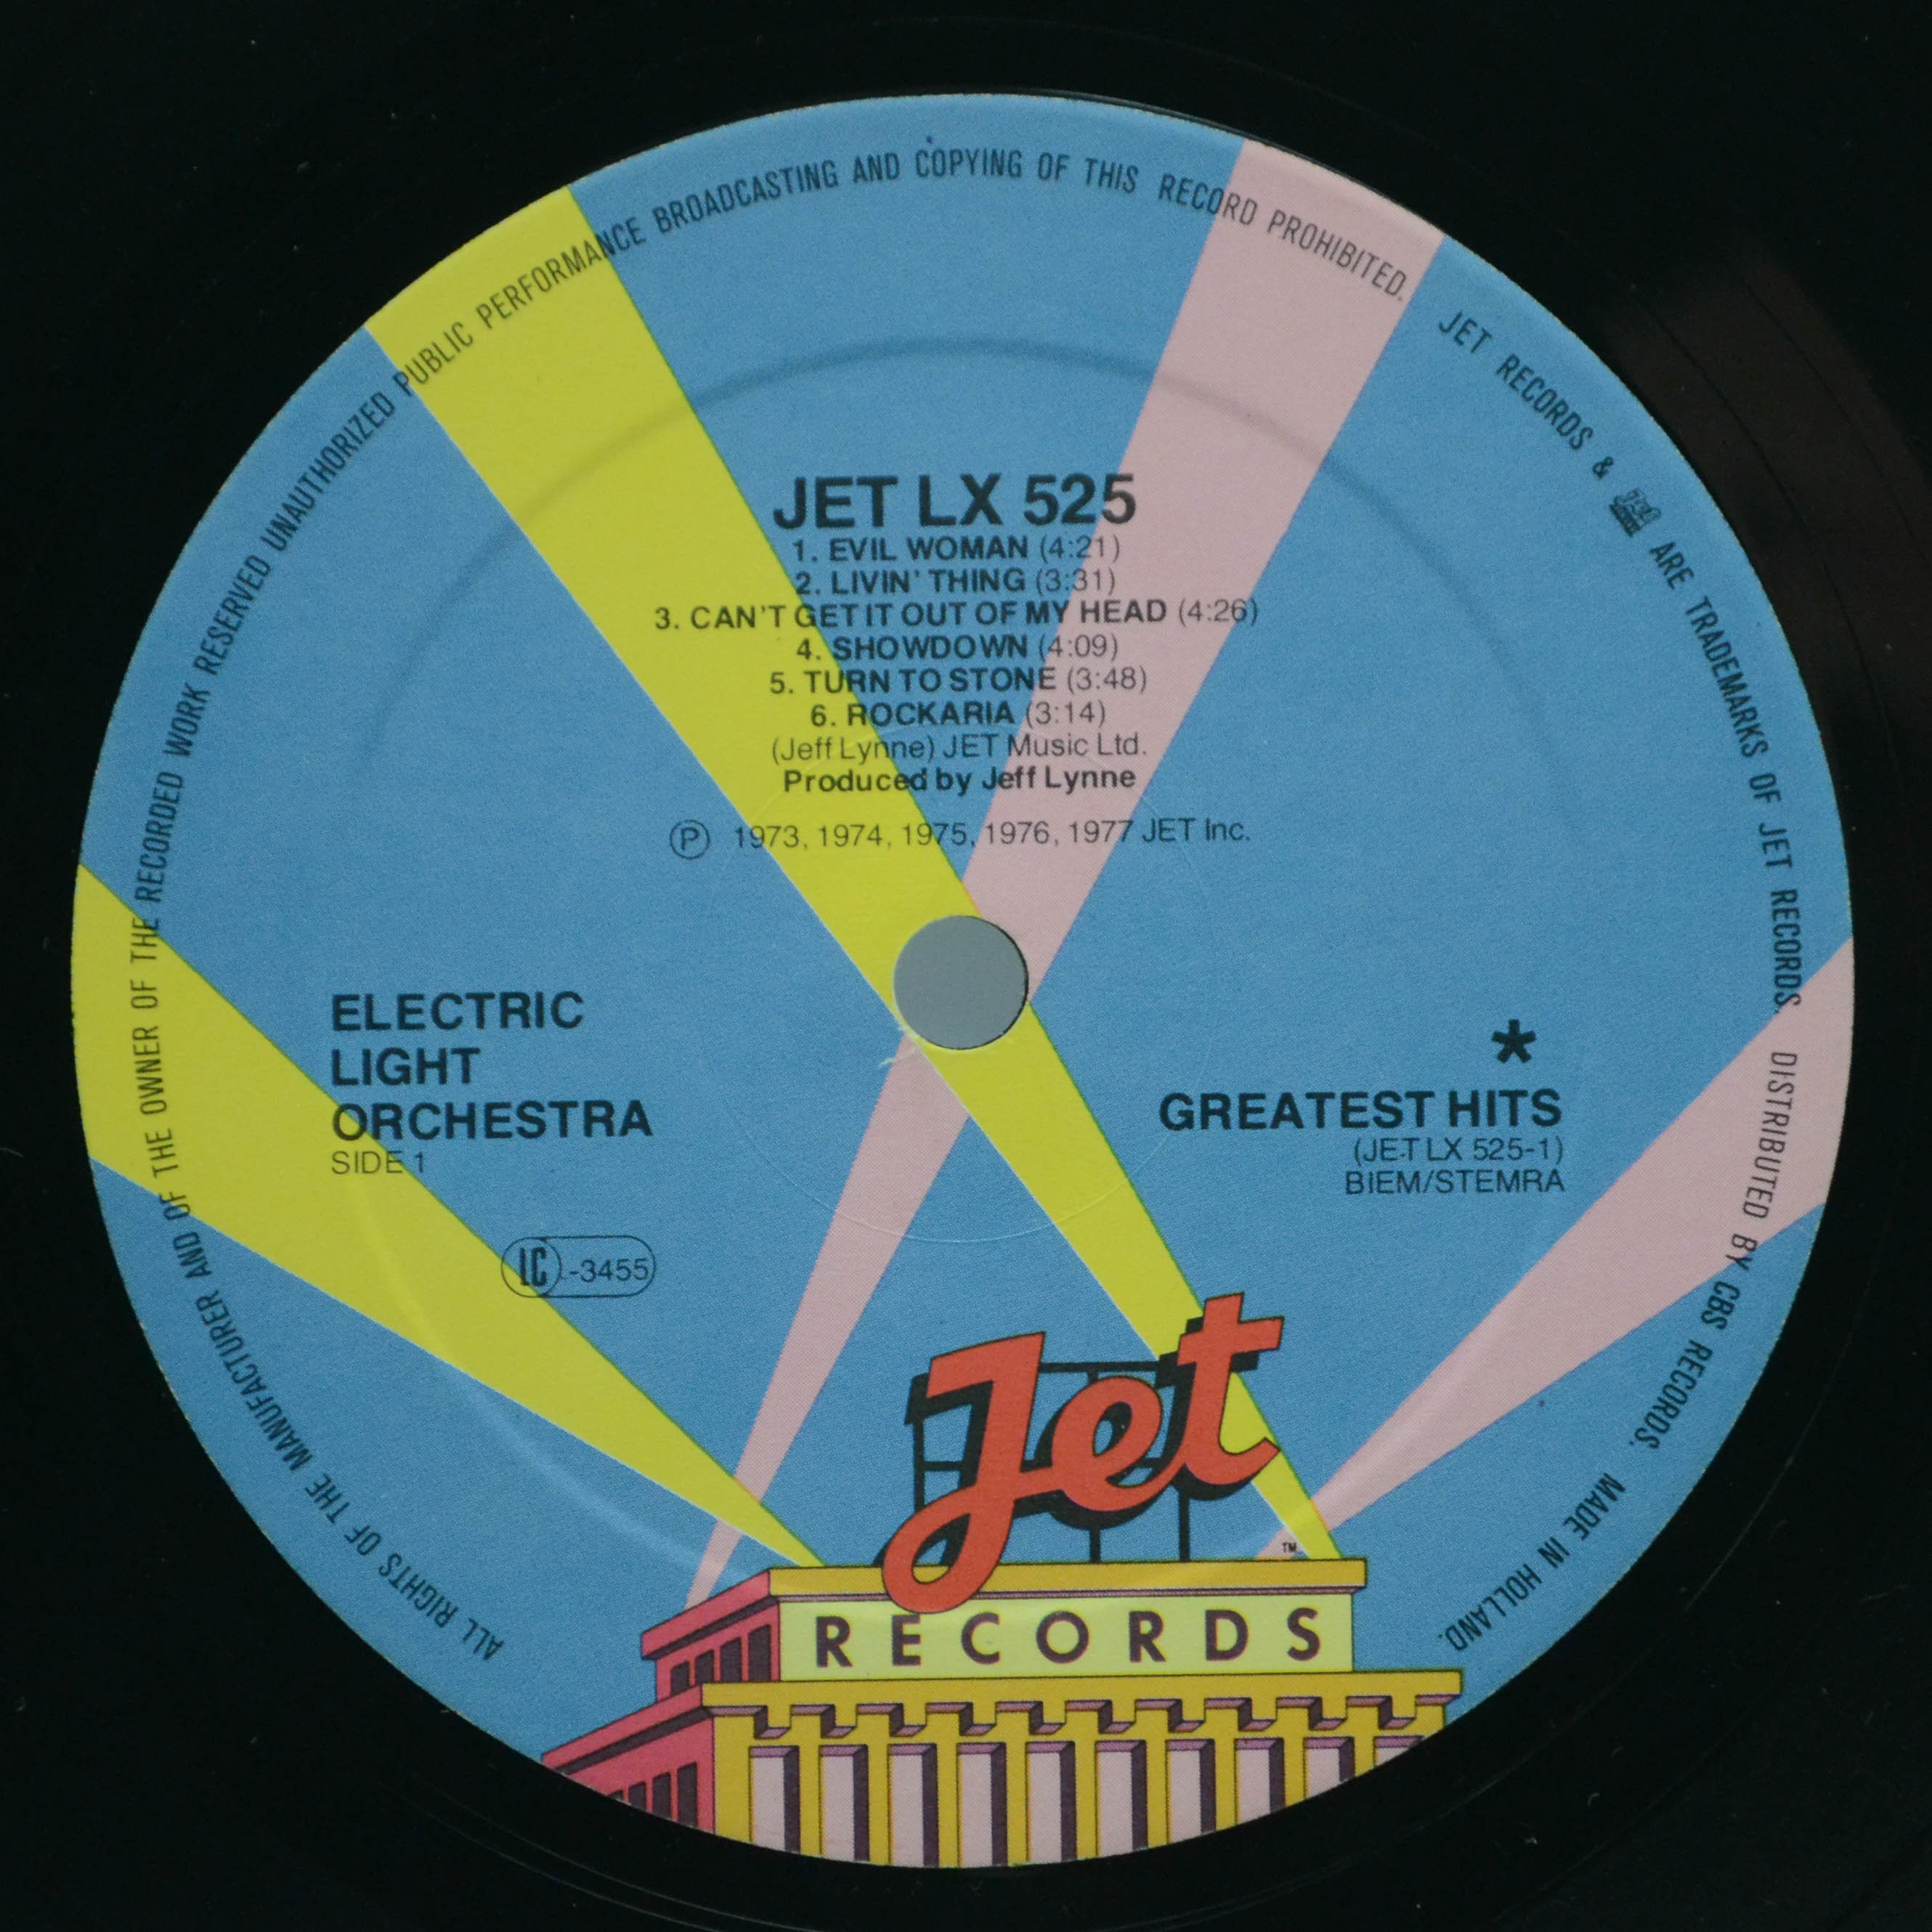 ALL RIGHTS OF THE MANUFACTURER AND OF THE OWNER OF THE RECORDED WORK RESERVED UNAUTHORIZED PUBLIC PERFORMANCE BROADCASTING AND COPYING OF THIS RECORD PROHIBITED.
JET RECORDS & Jet ARE TRADEMARKS OF JET RECORDS. DISTRIBUTED BY CBS RECORDS. MADE IN HOLLAND.
JET LX 525
1. EVIL WOMAN (4:21)
2. LIVIN' THING (3:31)
3. CAN'T GET IT OUT OF MY HEAD (4:26)
4. SHOWDOWN (4:09)
5. TURN TO STONE (3:48)
6. ROCKARIA (3:14)
(Jeff Lynne) JET Music Ltd.
Produced by Jeff Lynne
Ⓟ 1973, 1974, 1975, 1976, 1977 JET Inc.
ELECTRIC
LIGHT
ORCHESTRA
SIDE 1
LC-3455
*
GREATEST HITS
(JET LX 525-1)
BIEM/STEMRA
Jet
TM
RECORDS